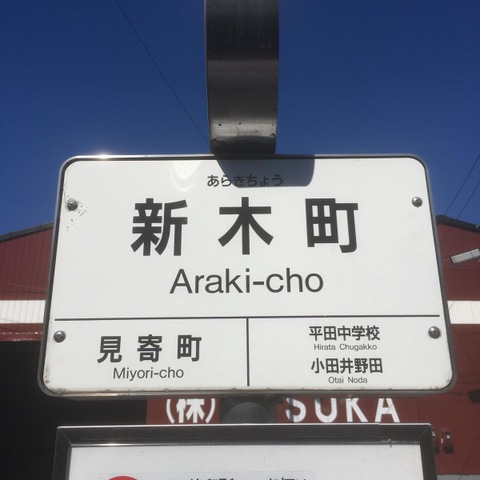 あらきちょう
新木町
Araki-cho
見寄町
Miyori-cho
平田中学校
Hirata Chugakko
小田井野田
Otai Noda
(株)
SUKA